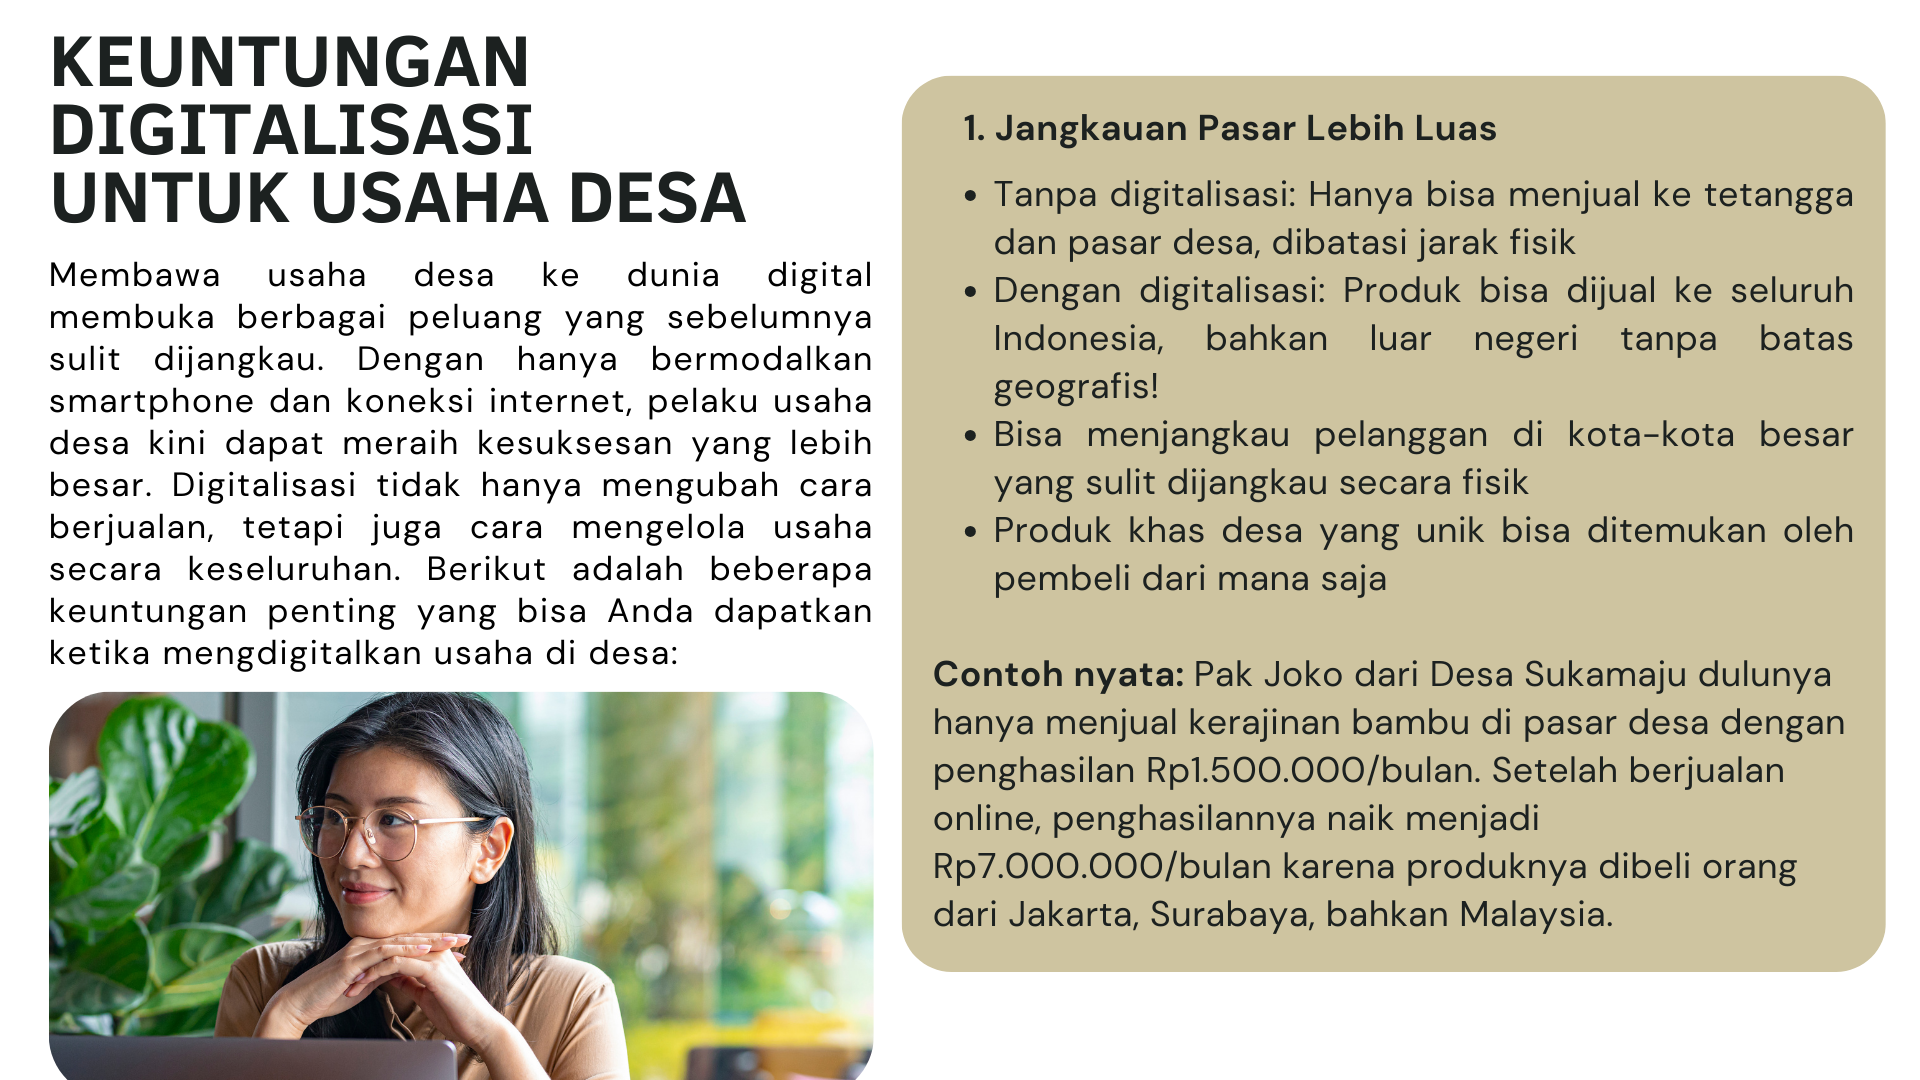 KEUNTUNGAN
DIGITALISASI
UNTUK USAHA DESA
Membawa usaha desa ke dunia digital
membuka berbagai peluang yang sebelumnya
sulit dijangkau. Dengan hanya bermodalkan
smartphone dan koneksi internet, pelaku usaha
desa kini dapat meraih kesuksesan yang lebih
besar. Digitalisasi tidak hanya mengubah cara
berjualan, tetapi juga cara mengelola usaha
secara keseluruhan. Berikut adalah beberapa
keuntungan penting yang bisa Anda dapatkan
ketika mengdigitalkan usaha di desa:
1. Jangkauan Pasar Lebih Luas
• Tanpa digitalisasi: Hanya bisa menjual ke tetangga
dan pasar desa, dibatasi jarak fisik
• Dengan digitalisasi: Produk bisa dijual ke seluruh
Indonesia, bahkan luar negeri tanpa batas
geografis!
• Bisa menjangkau pelanggan di kota-kota besar
yang sulit dijangkau secara fisik
• Produk khas desa yang unik bisa ditemukan oleh
pembeli dari mana saja
Contoh nyata: Pak Joko dari Desa Sukamaju dulunya
hanya menjual kerajinan bambu di pasar desa dengan
penghasilan Rp1.500.000/bulan. Setelah berjualan
online, penghasilannya naik menjadi
Rp7.000.000/bulan karena produknya dibeli orang
dari Jakarta, Surabaya, bahkan Malaysia.